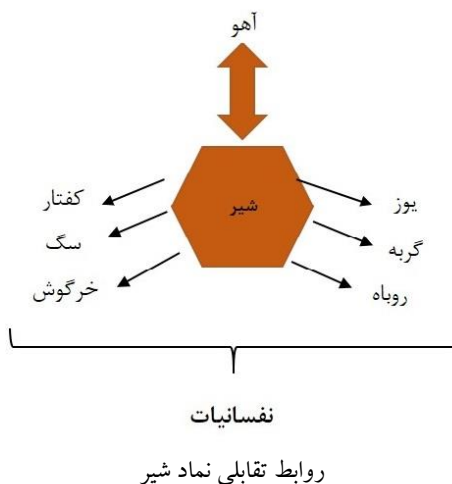 آهو
شیر
یوز
گربه
روباه
کفتار
سگ
خرگوش
نفسانیات
روابط تقابلی نماد شیر